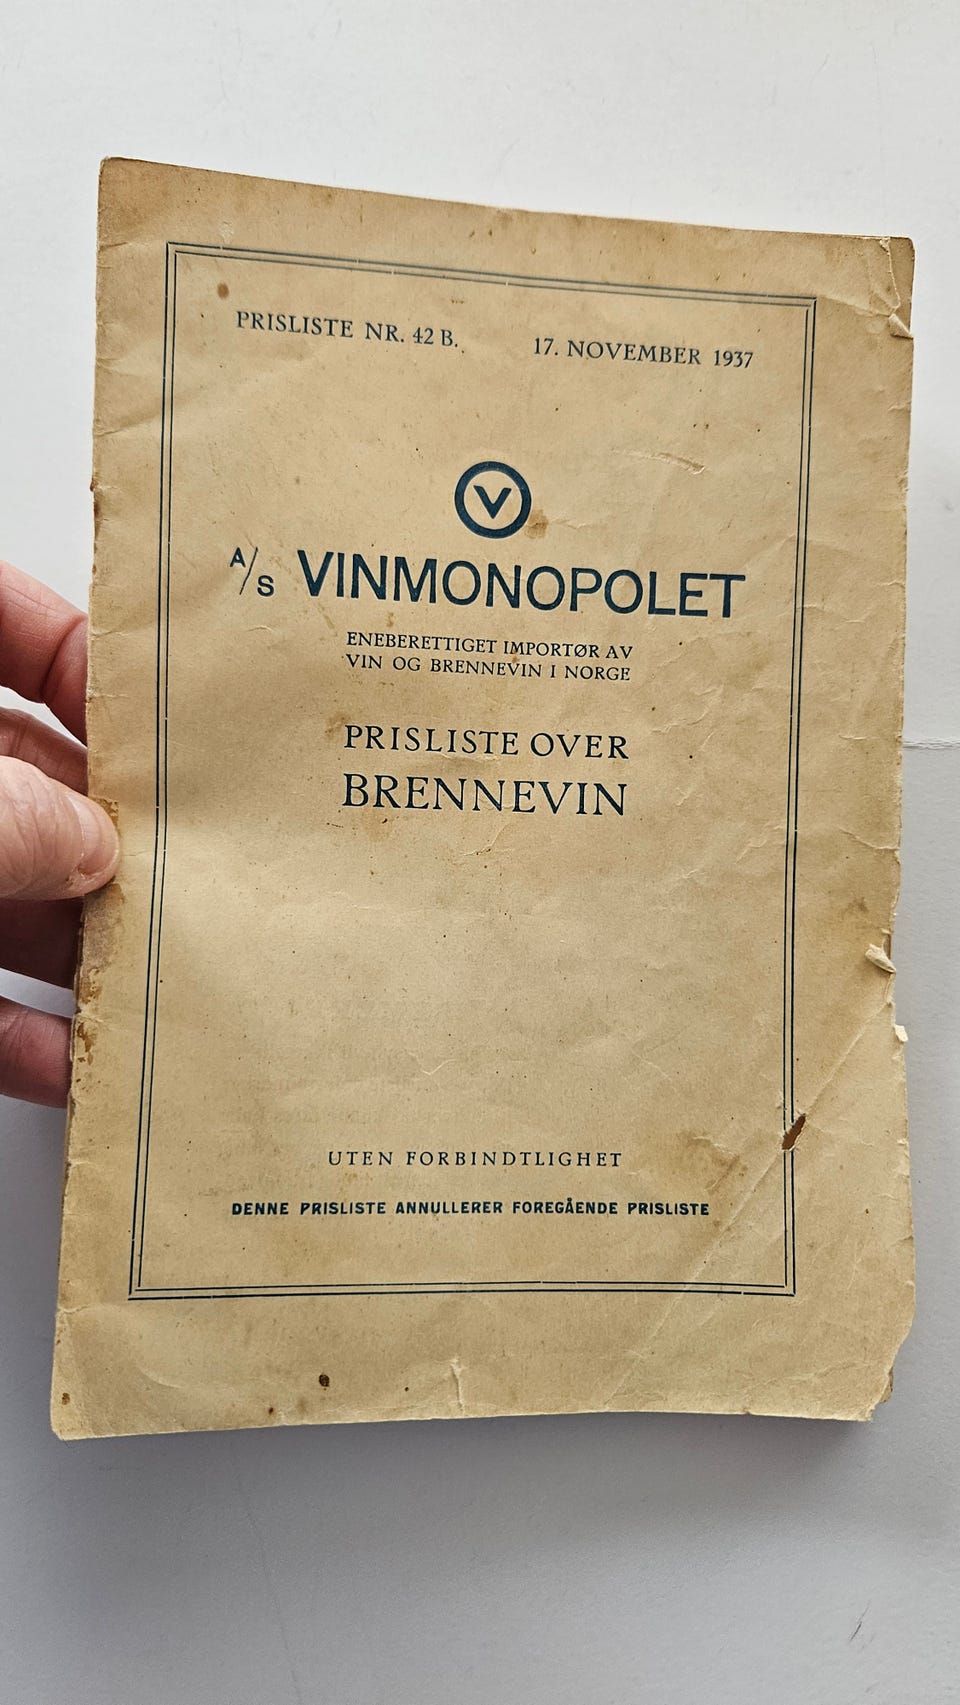 PRISLISTE NR. 42 B. 17. NOVEMBER 1937
V
A/S VINMONOPOLET
ENEBERETTIGET IMPORTØR AV
VIN OG BRENNEVIN I NORGE
PRISLISTE OVER
BRENNEVIN
UTEN FORBINDTLIGHET
DENNE PRISLISTE ANNULLERER FOREGÅENDE PRISLISTE